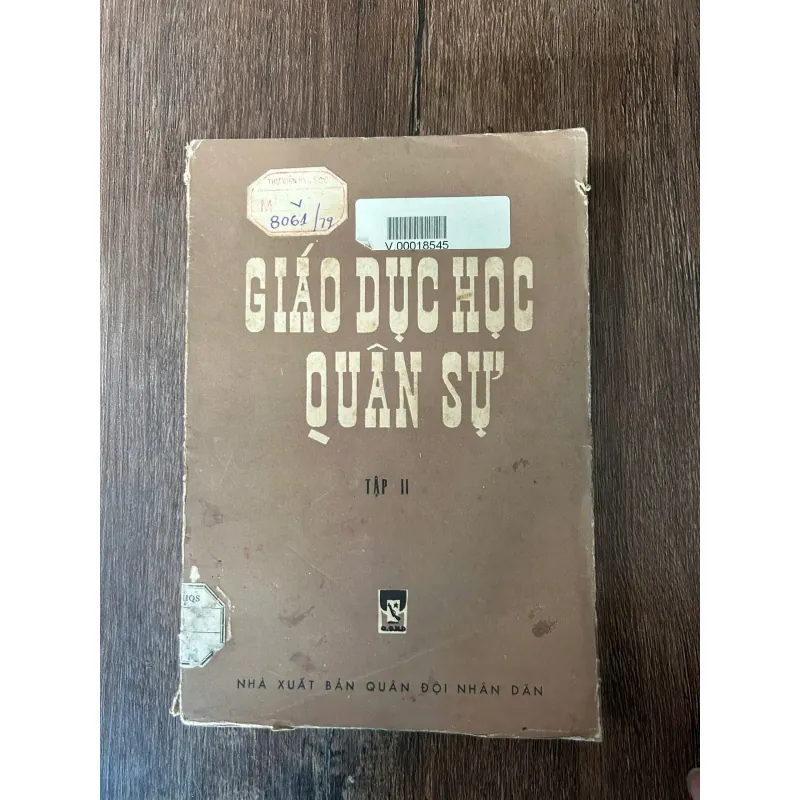 M V
8061/79
V 00018545
GIÁO DỤC HỌC
QUÂN SỰ
TẬP II
NHÀ XUẤT BẢN QUÂN ĐỘI NHÂN DÂN